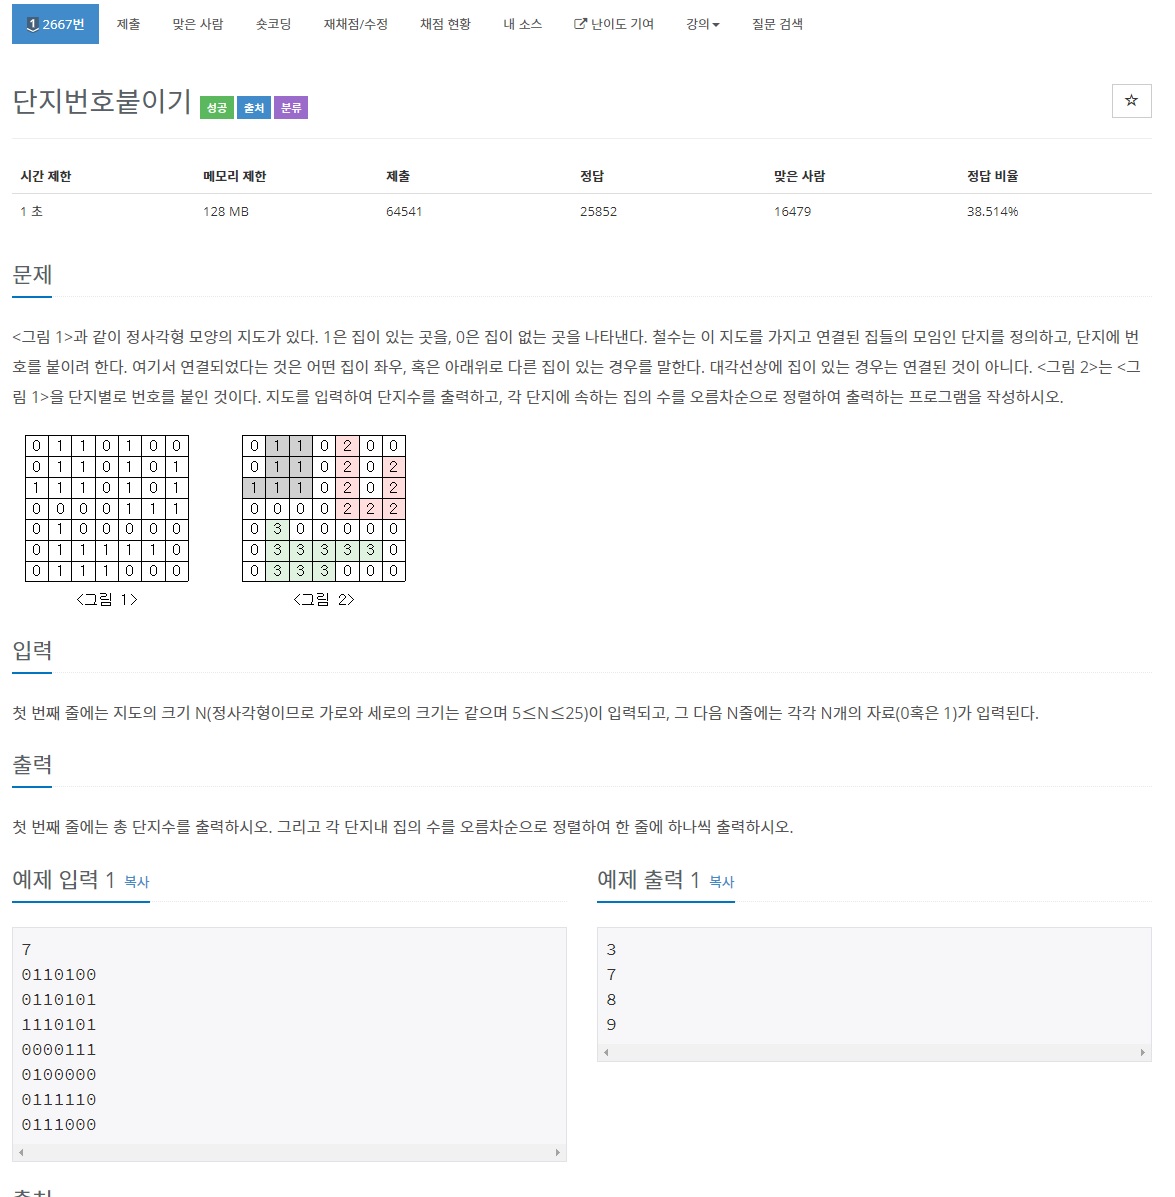 1 2667번 제출 맞은 사람 숏코딩 재채점/수정 채점 현황 내 소스 난이도 기여 강의 질문 검색
단지번호붙이기 성공 출처 분류
시간 제한 메모리 제한 제출 정답 맞은 사람 정답 비율
1 초 128 MB 64541 25852 16479 38.514%
문제
<그림 1>과 같이 정사각형 모양의 지도가 있다. 1은 집이 있는 곳을, 0은 집이 없는 곳을 나타낸다. 철수는 이 지도를 가지고 연결된 집들의 모임인 단지를 정의하고, 단지에 번
호를 붙이려 한다. 여기서 연결되었다는 것은 어떤 집이 좌우, 혹은 아래위로 다른 집이 있는 경우를 말한다. 대각선상에 집이 있는 경우는 연결된 것이 아니다. <그림 2>는 <그
림 1>을 단지별로 번호를 붙인 것이다. 지도를 입력하여 단지수를 출력하고, 각 단지에 속하는 집의 수를 오름차순으로 정렬하여 출력하는 프로그램을 작성하시오.
0 1 1 0 1 0 0
0 1 1 0 1 0 1
1 1 1 0 1 0 1
0 0 0 0 1 1 1
0 1 0 0 0 0 0
0 1 1 1 1 1 0
0 1 1 1 0 0 0
<그림 1>
0 1 1 0 2 0 0
0 1 1 0 2 0 2
1 1 1 0 2 0 2
0 0 0 0 2 2 2
0 3 0 0 0 0 0
0 3 3 3 3 3 0
0 3 3 3 0 0 0
<그림 2>
입력
첫 번째 줄에는 지도의 크기 N(정사각형이므로 가로와 세로의 크기는 같으며 5≤N≤25)이 입력되고, 그 다음 N줄에는 각각 N개의 자료(0혹은 1)가 입력된다.
출력
첫 번째 줄에는 총 단지수를 출력하시오. 그리고 각 단지내 집의 수를 오름차순으로 정렬하여 한 줄에 하나씩 출력하시오.
예제 입력 1 복사
7
0110100
0110101
1110101
0000111
0100000
0111110
0111000
예제 출력 1 복사
3
7
8
9